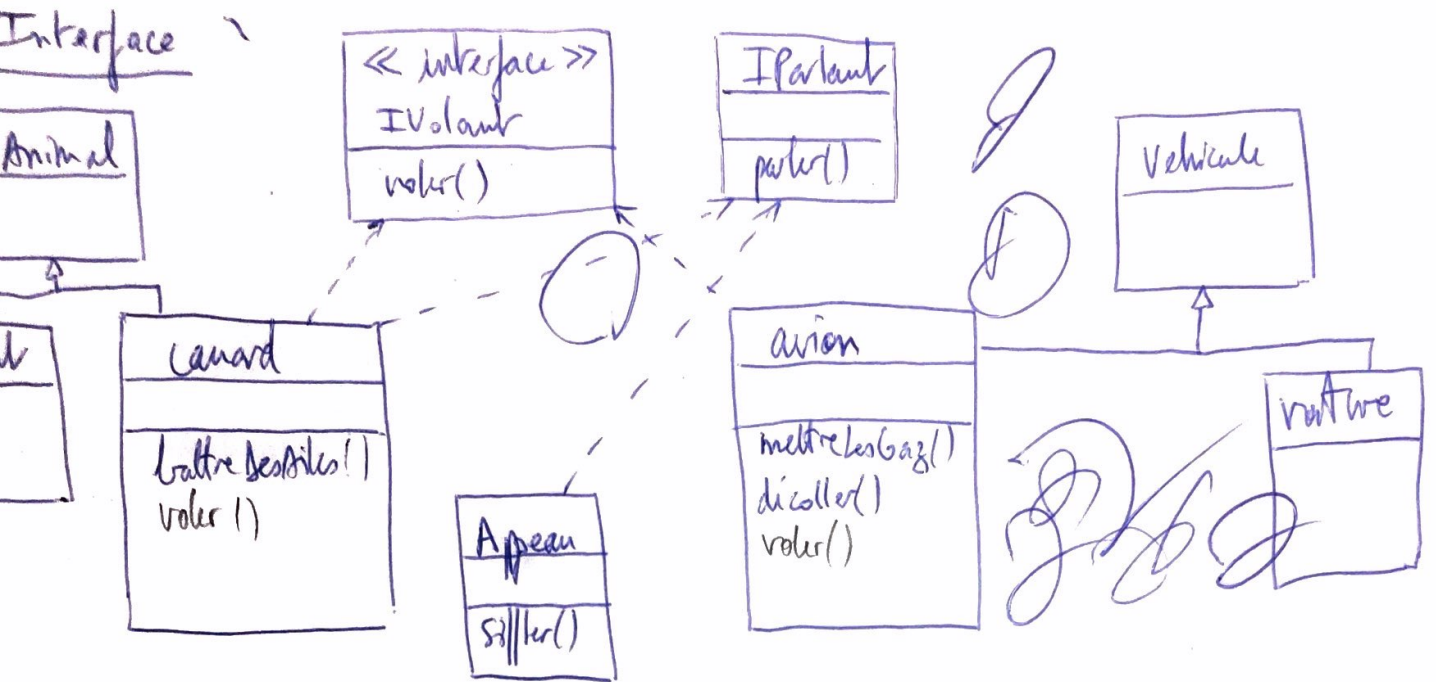 Interface
<< interface >>
IVolant
voler()
IParlant
parler()
Animal
Vehicule
canard
battreDesAiles()
voler()
Appeau
siffler()
avion
mettreLesGaz()
décoller()
voler()
voiture